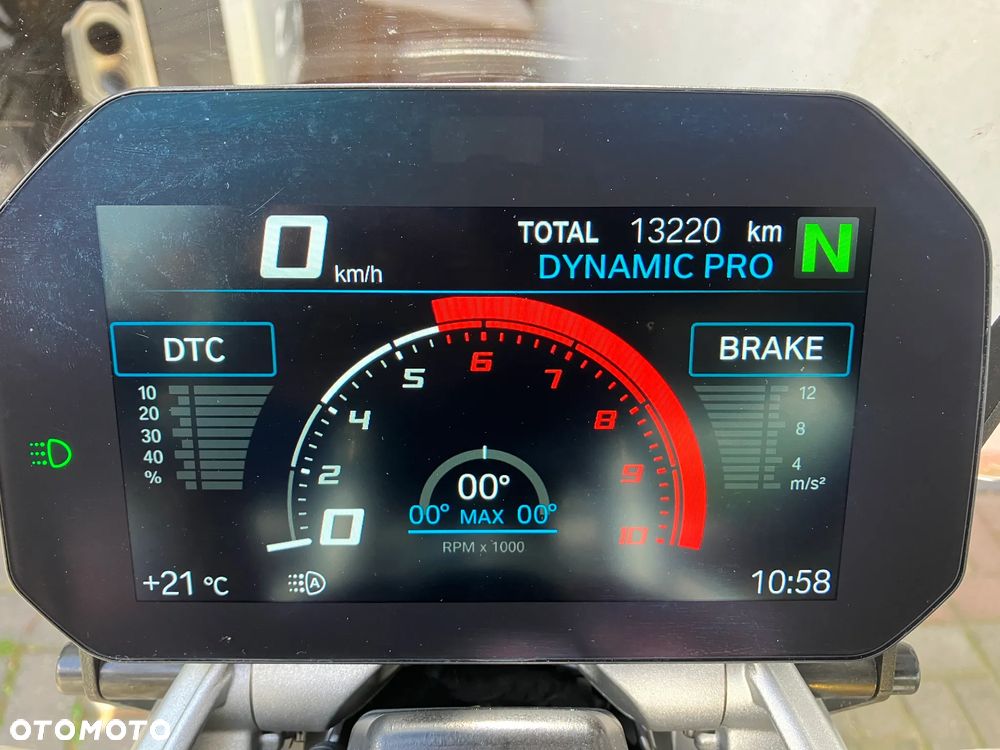 0 km/h
TOTAL 13220 km N
DYNAMIC PRO
DTC
BRAKE
10
20
30
40
%
12
8
4
m/s²
0 2 4 5 6 7 8 9 10
00°
00° MAX 00°
RPM x 1000
+21 °C
A
10:58
OTOMOTO